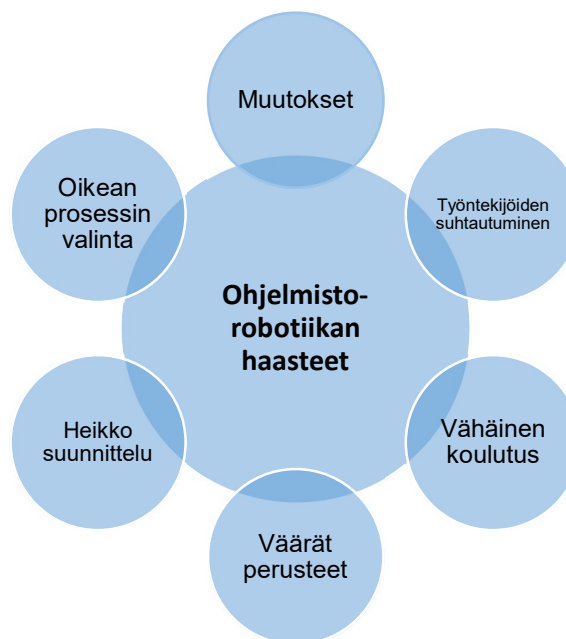 Muutokset
Työntekijöiden
suhtautuminen
Vähäinen
koulutus
Väärät
perusteet
Heikko
suunnittelu
Oikean
prosessin
valinta
Ohjelmisto-
robotiikan
haasteet